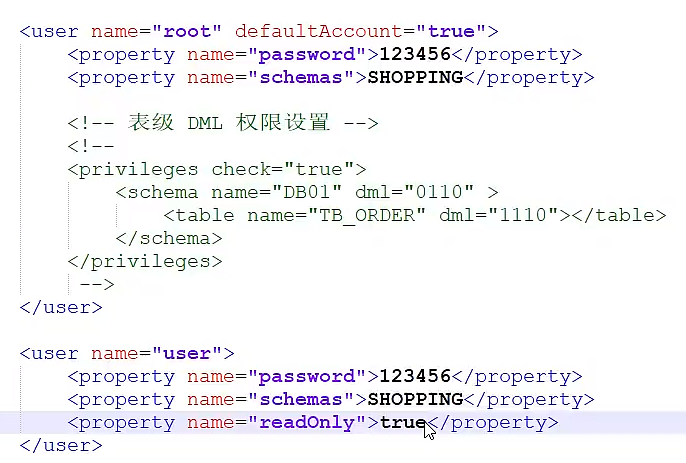 <user name="root" defaultAccount="true">
<property name="password">123456</property>
<property name="schemas">SHOPPING</property>
<!-- 表级 DML 权限设置 -->
<!--
<privileges check="true">
<schema name="DB01" dml="0110" >
<table name="TB_ORDER" dml="1110"></table>
</schema>
</privileges>
-->
</user>
<user name="user">
<property name="password">123456</property>
<property name="schemas">SHOPPING</property>
<property name="readOnly">true</property>
</user>